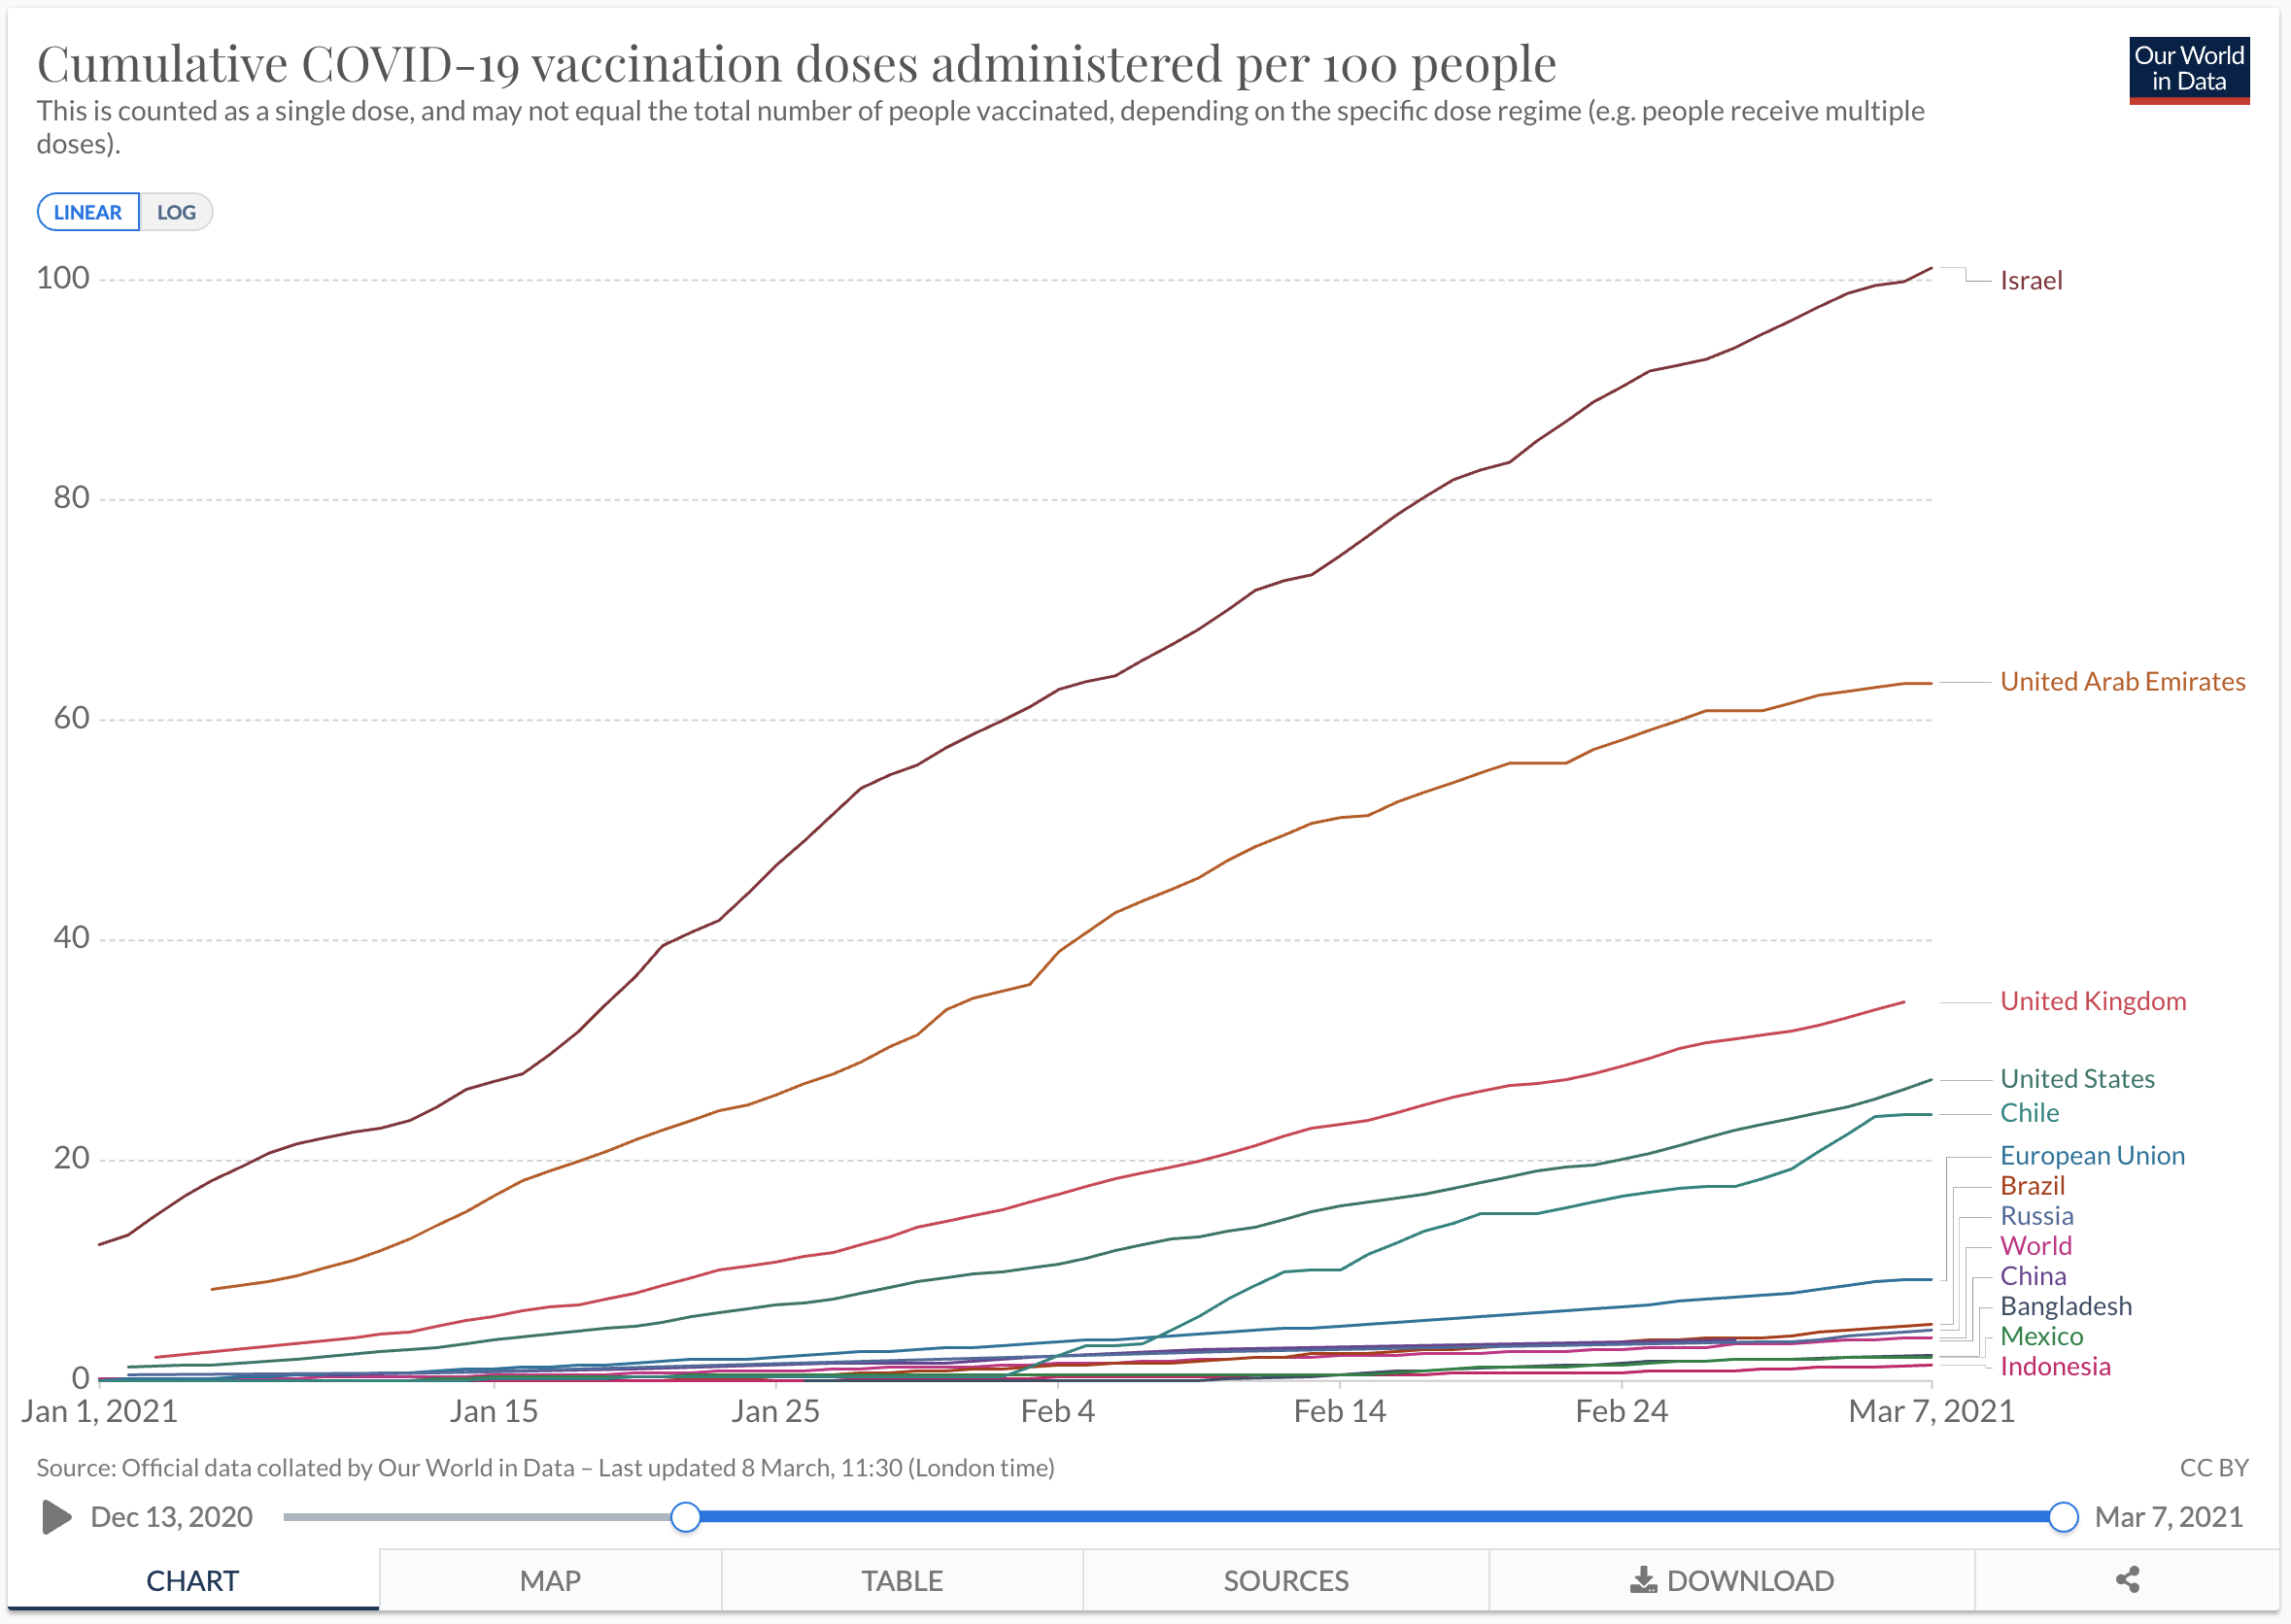 Cumulative COVID-19 vaccination doses administered per 100 people
Our World
in Data
This is counted as a single dose, and may not equal the total number of people vaccinated, depending on the specific dose regime (e.g. people receive multiple
doses).
LINEAR LOG
100
80
60
40
20
0
Israel
United Arab Emirates
United Kingdom
United States
Chile
European Union
Brazil
Russia
World
China
Bangladesh
Mexico
Indonesia
Jan 1, 2021 Jan 15 Jan 25 Feb 4 Feb 14 Feb 24 Mar 7, 2021
Source: Official data collated by Our World in Data – Last updated 8 March, 11:30 (London time) CC BY
Dec 13, 2020 Mar 7, 2021
CHART MAP TABLE SOURCES DOWNLOAD